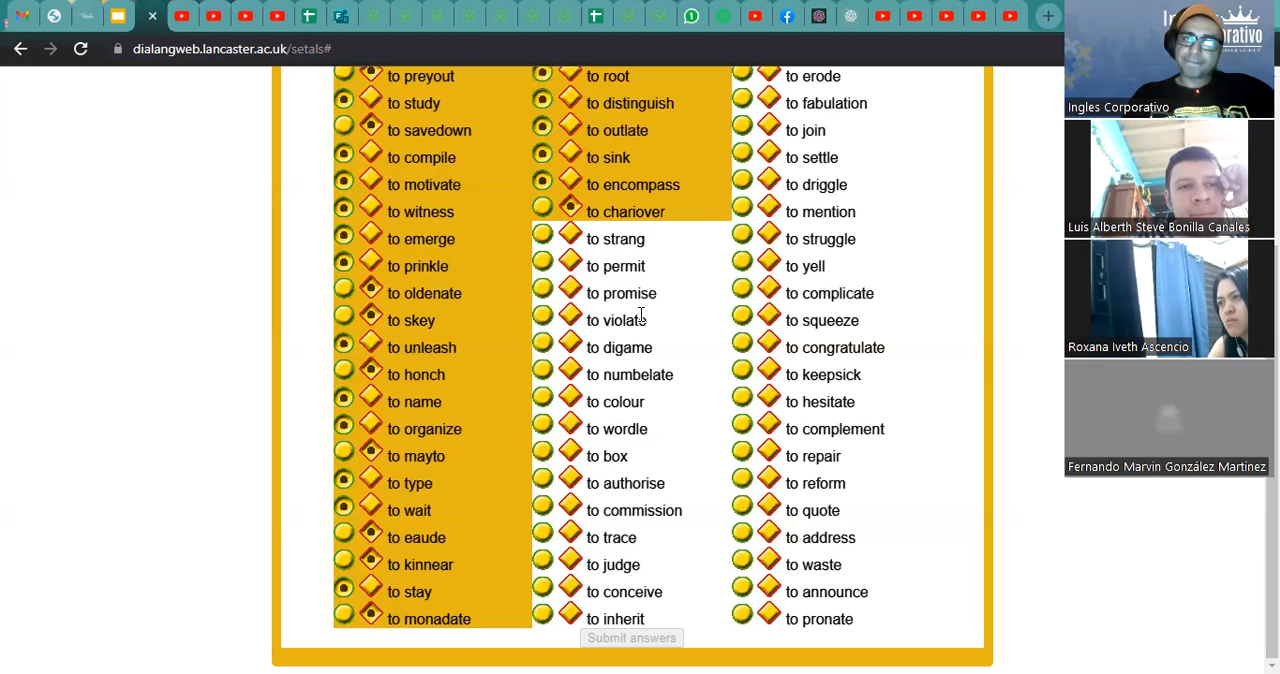 dialangweb.lancaster.ac.uk/setals#
to preyout
to study
to savedown
to compile
to motivate
to witness
to emerge
to prinkle
to oldenate
to skey
to unleash
to honch
to name
to organize
to mayto
to type
to wait
to eaude
to kinnear
to stay
to monadate
to root
to distinguish
to outlate
to sink
to encompass
to chariover
to strang
to permit
to promise
to violate
to digame
to numbelate
to colour
to wordle
to box
to authorise
to commission
to trace
to judge
to conceive
to inherit
to erode
to fabulation
to join
to settle
to driggle
to mention
to struggle
to yell
to complicate
to squeeze
to congratulate
to keepsick
to hesitate
to complement
to repair
to reform
to quote
to address
to waste
to announce
to pronate
Submit answers
Ingles Corporativo
Luis Alberth Steve Bonilla Canales
Roxana Iveth Ascencio
Fernando Marvin González Martinez